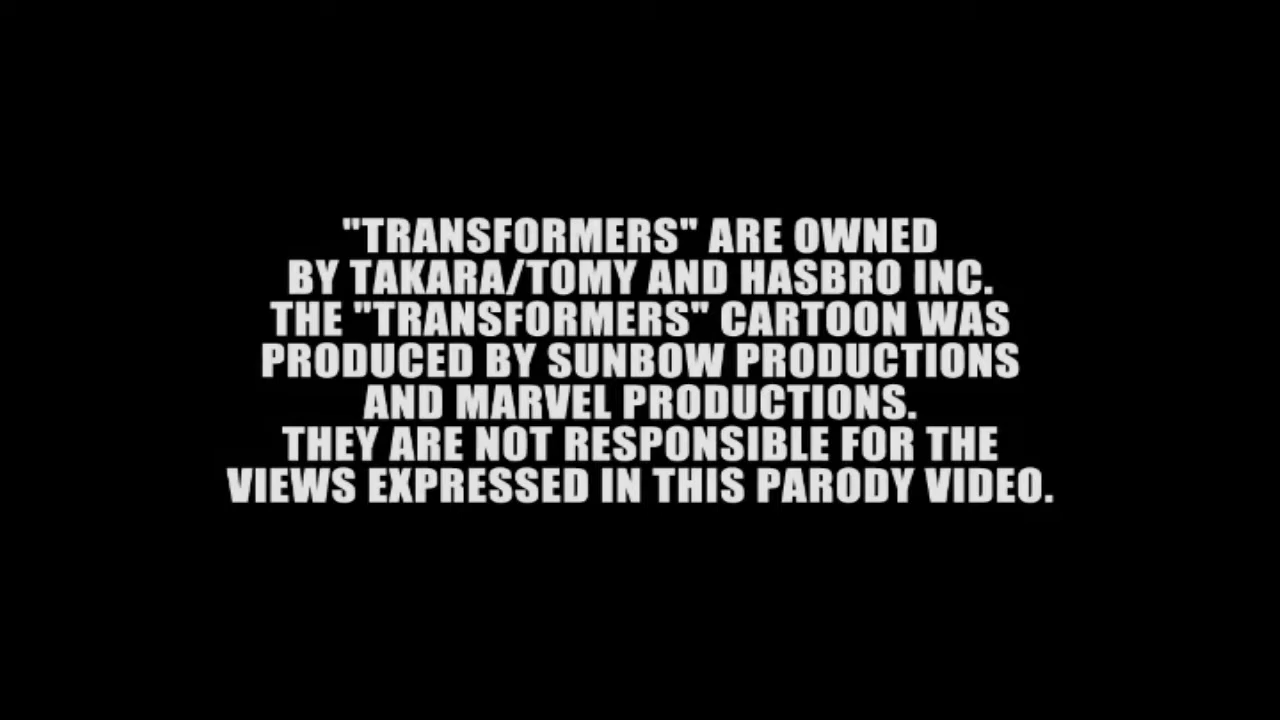 "TRANSFORMERS" ARE OWNED
BY TAKARA/TOMY AND HASBRO INC.
THE "TRANSFORMERS" CARTOON WAS
PRODUCED BY SUNBOW PRODUCTIONS
AND MARVEL PRODUCTIONS.
THEY ARE NOT RESPONSIBLE FOR THE
VIEWS EXPRESSED IN THIS PARODY VIDEO.